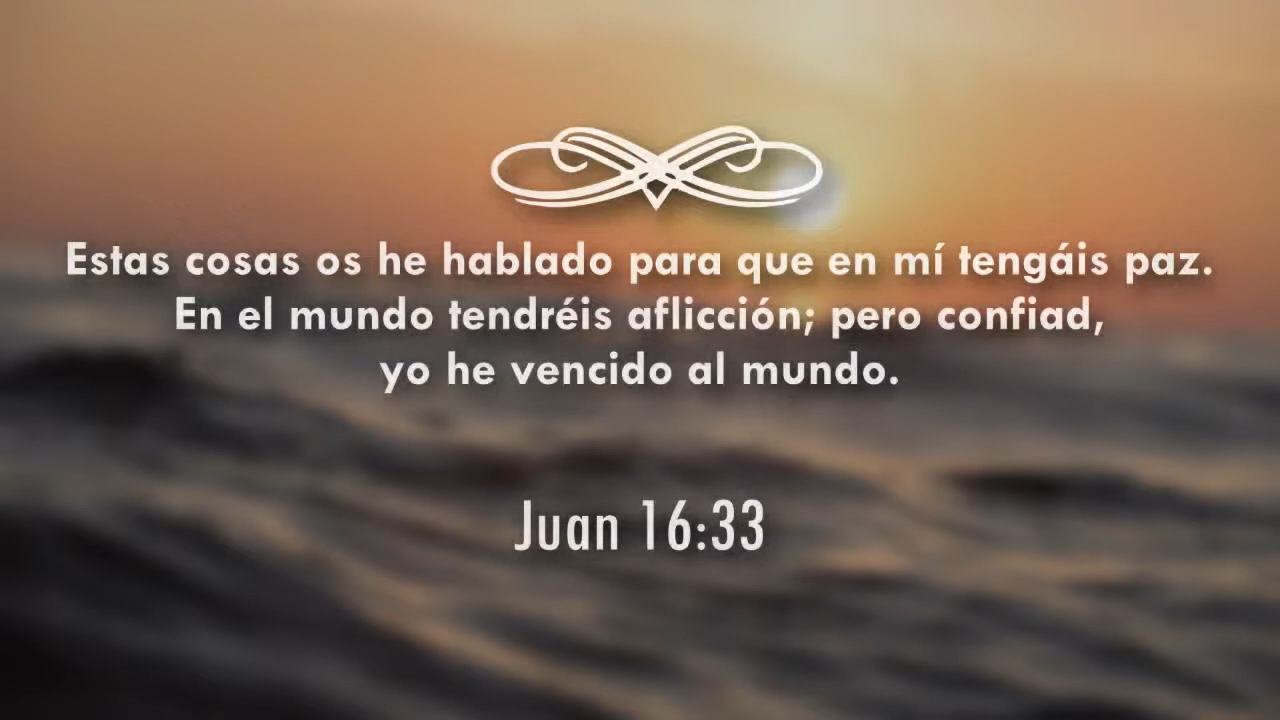 Estas cosas os he hablado para que en mí tengáis paz.
En el mundo tendréis aflicción; pero confiad,
yo he vencido al mundo.
Juan 16:33